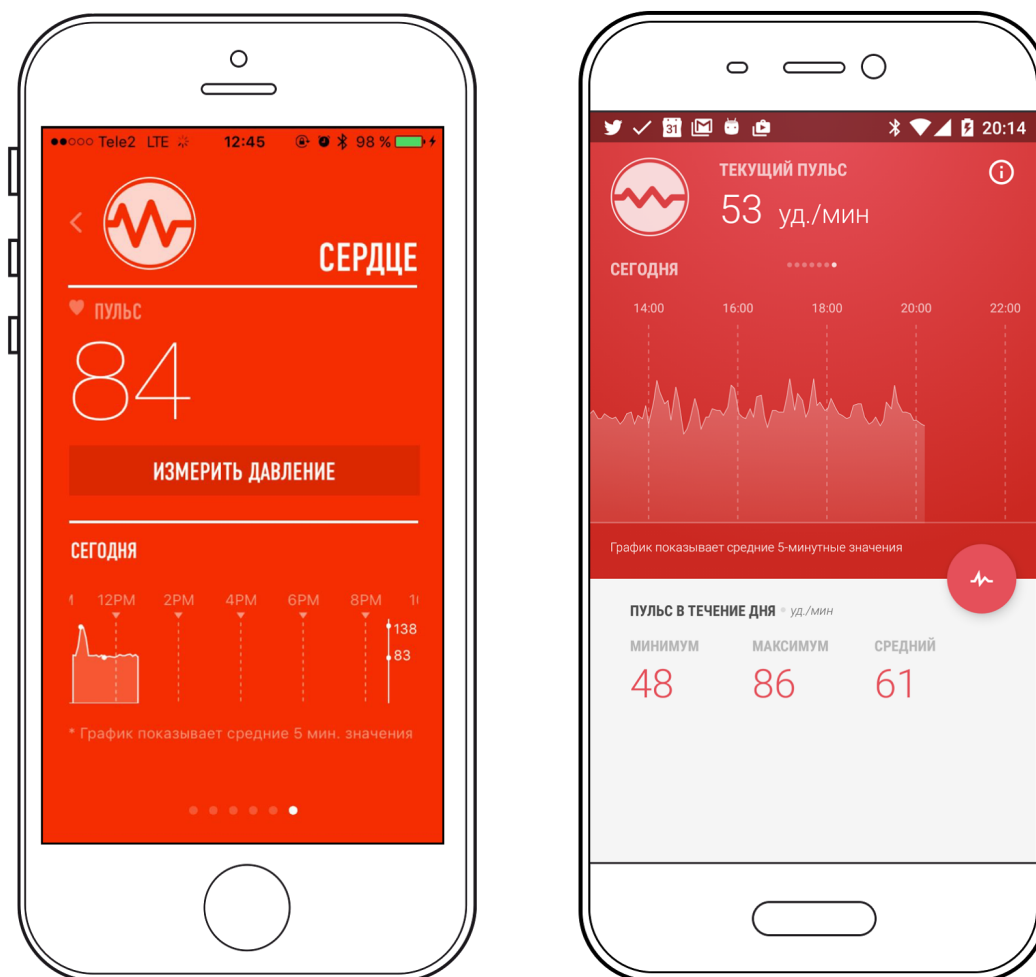 Tele2 LTE 12:45 98 %
СЕРДЦЕ
ПУЛЬС
84
ИЗМЕРИТЬ ДАВЛЕНИЕ
СЕГОДНЯ
12PM 2PM 4PM 6PM 8PM
138
83
* График показывает средние 5 мин. значения
31 20:14
ТЕКУЩИЙ ПУЛЬС
53 уд./мин
СЕГОДНЯ
14:00 16:00 18:00 20:00 22:00
График показывает средние 5-минутные значения
ПУЛЬС В ТЕЧЕНИЕ ДНЯ • уд./мин
МИНИМУМ МАКСИМУМ СРЕДНИЙ
48 86 61